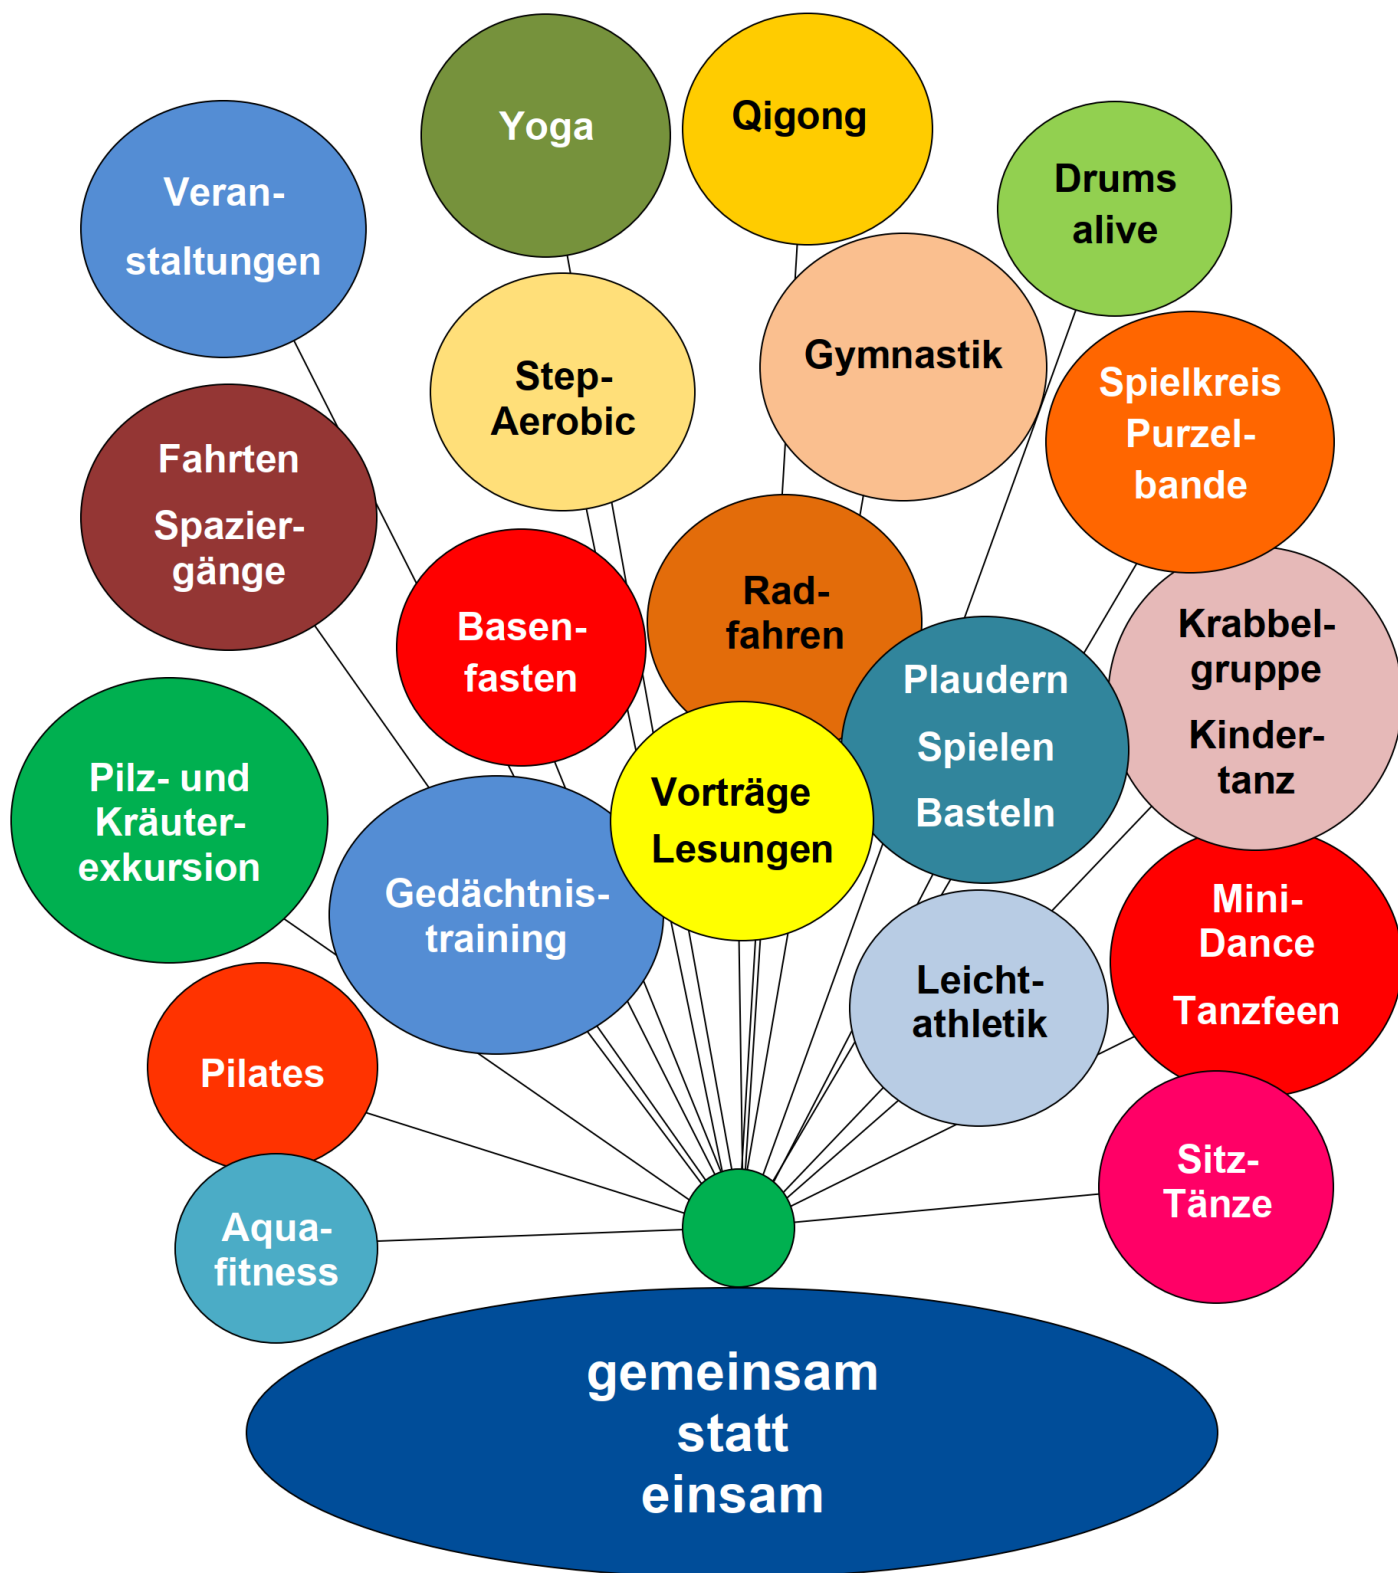 Yoga
Qigong
Veran-
staltungen
Drums
alive
Step-
Aerobic
Gymnastik
Spielkreis
Purzel-
bande
Fahrten
Spazier-
gänge
Basen-
fasten
Rad-
fahren
Krabbel-
gruppe
Kinder-
tanz
Plaudern
Spielen
Basteln
Pilz- und
Kräuter-
exkursion
Vorträge
Lesungen
Gedächtnis-
training
Mini-
Dance
Tanzfeen
Leicht-
athletik
Pilates
Sitz-
Tänze
Aqua-
fitness
gemeinsam
statt
einsam